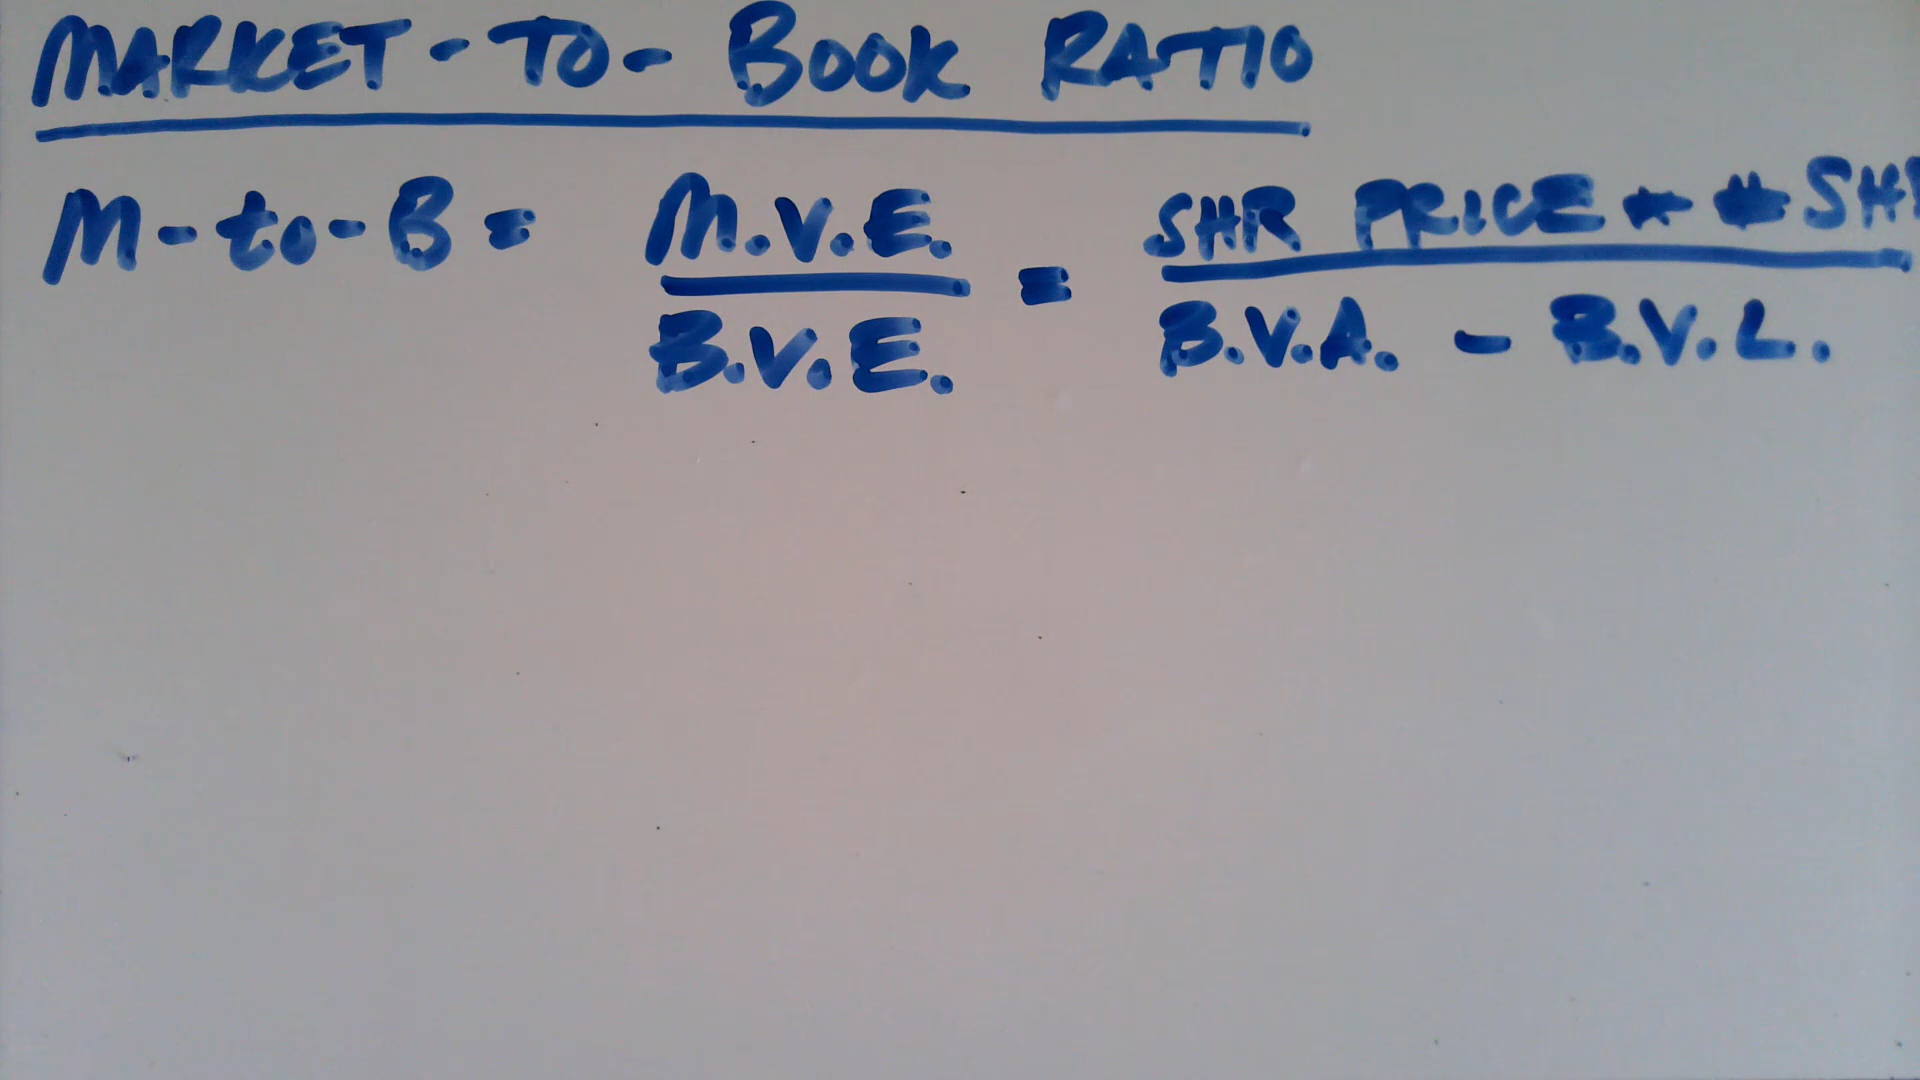 MARKET-TO-BOOK RATIO
M-to-B = M.V.E. = SHR PRICE * # SH
B.V.E. B.V.A. - B.V.L.